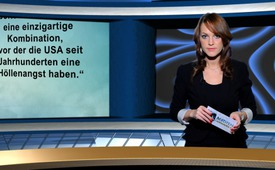 eine einzigartige
Kombination,
vor der die USA seit
Jahrhunderten eine
Höllenangst haben.“